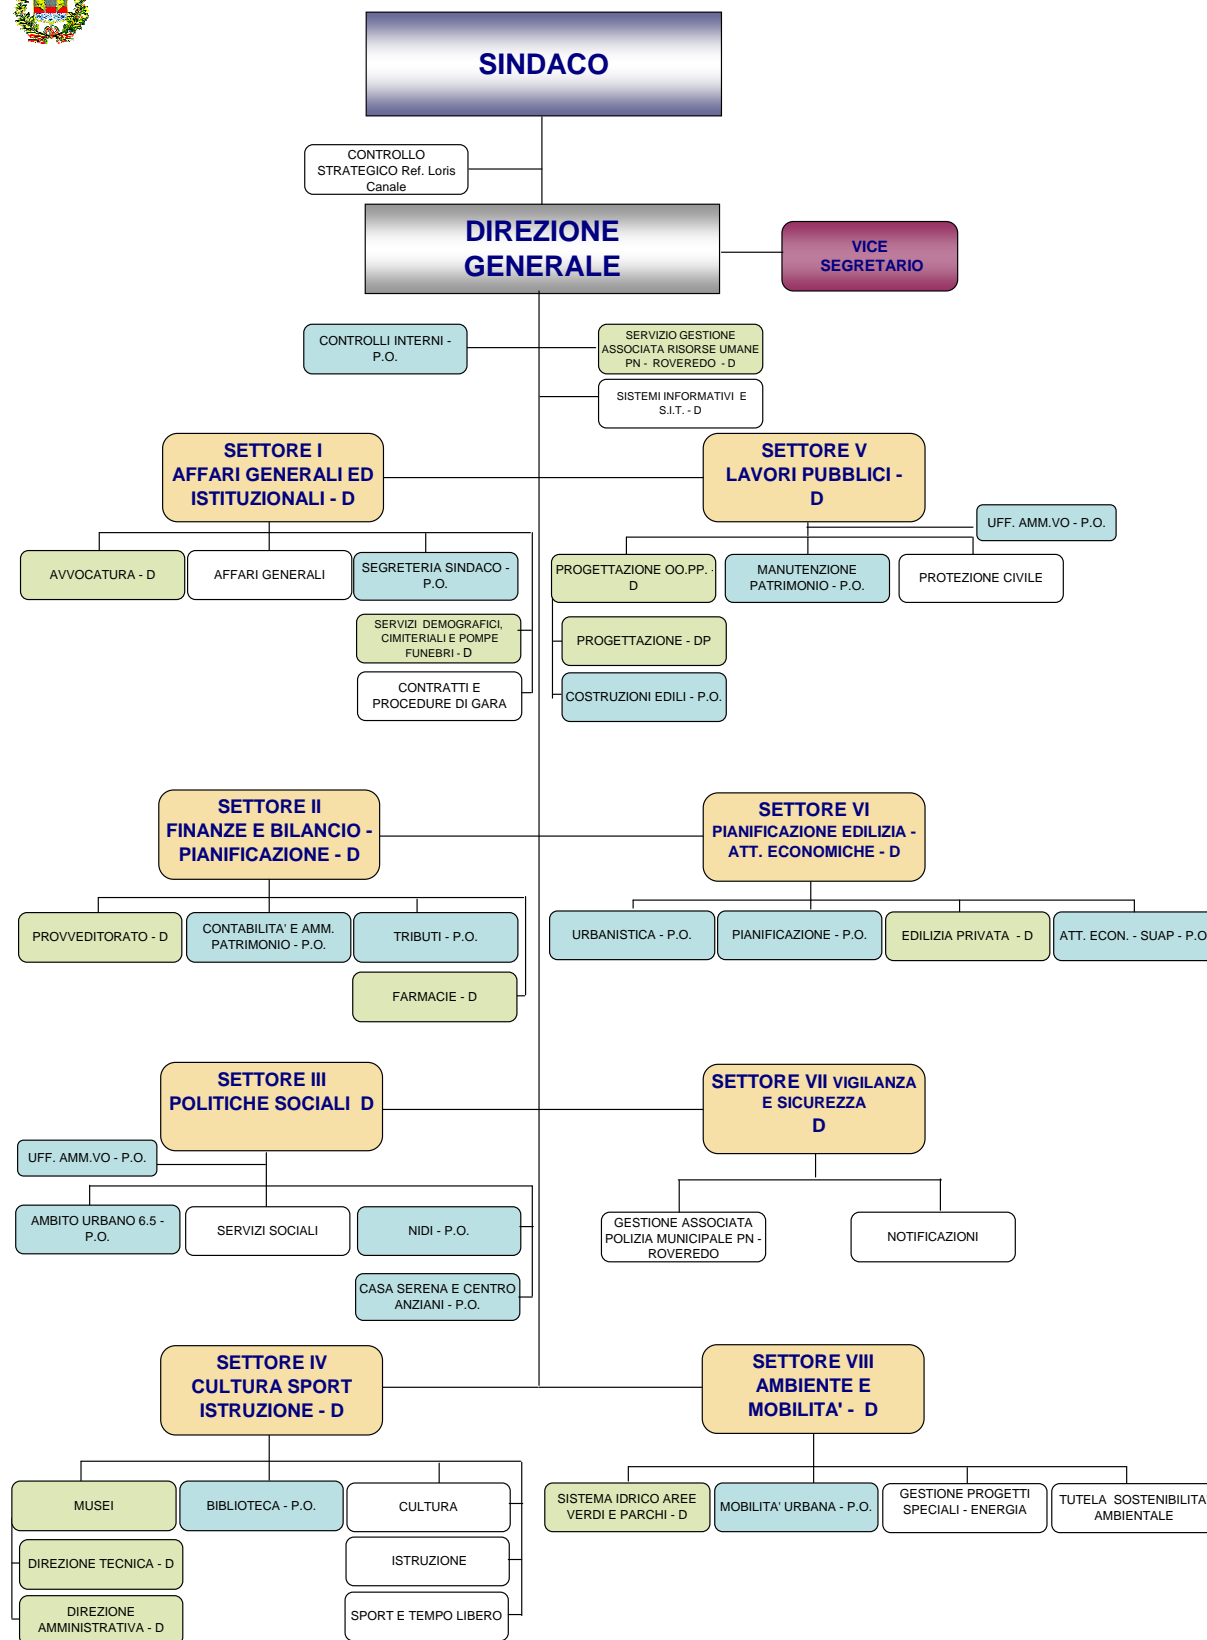 SINDACO
CONTROLLO
STRATEGICO Ref. Loris
Canale
DIREZIONE
GENERALE
VICE
SEGRETARIO
CONTROLLI INTERNI -
P.O.
SERVIZIO GESTIONE
ASSOCIATA RISORSE UMANE
PN - ROVEREDO - D
SISTEMI INFORMATIVI E
S.I.T. - D
SETTORE I
AFFARI GENERALI ED
ISTITUZIONALI - D
SETTORE V
LAVORI PUBBLICI -
D
UFF. AMM.VO - P.O.
AVVOCATURA - D
AFFARI GENERALI
SEGRETERIA SINDACO -
P.O.
PROGETTAZIONE OO.PP. -
D
MANUTENZIONE
PATRIMONIO - P.O.
PROTEZIONE CIVILE
SERVIZI DEMOGRAFICI,
CIMITERIALI E POMPE
FUNEBRI - D
PROGETTAZIONE - DP
CONTRATTI E
PROCEDURE DI GARA
COSTRUZIONI EDILI - P.O.
SETTORE II
FINANZE E BILANCIO -
PIANIFICAZIONE - D
SETTORE VI
PIANIFICAZIONE EDILIZIA -
ATT. ECONOMICHE - D
PROVVEDITORATO - D
CONTABILITA' E AMM.
PATRIMONIO - P.O.
TRIBUTI - P.O.
URBANISTICA - P.O.
PIANIFICAZIONE - P.O.
EDILIZIA PRIVATA - D
ATT. ECON. - SUAP - P.O
FARMACIE - D
SETTORE III
POLITICHE SOCIALI D
SETTORE VII VIGILANZA
E SICUREZZA
D
UFF. AMM.VO - P.O.
AMBITO URBANO 6.5 -
P.O.
SERVIZI SOCIALI
NIDI - P.O.
GESTIONE ASSOCIATA
POLIZIA MUNICIPALE PN -
ROVEREDO
NOTIFICAZIONI
CASA SERENA E CENTRO
ANZIANI - P.O.
SETTORE IV
CULTURA SPORT
ISTRUZIONE - D
SETTORE VIII
AMBIENTE E
MOBILITA' - D
MUSEI
BIBLIOTECA - P.O.
CULTURA
SISTEMA IDRICO AREE
VERDI E PARCHI - D
MOBILITA' URBANA - P.O.
GESTIONE PROGETTI
SPECIALI - ENERGIA
TUTELA SOSTENIBILITA'
AMBIENTALE
DIREZIONE TECNICA - D
ISTRUZIONE
DIREZIONE
AMMINISTRATIVA - D
SPORT E TEMPO LIBERO